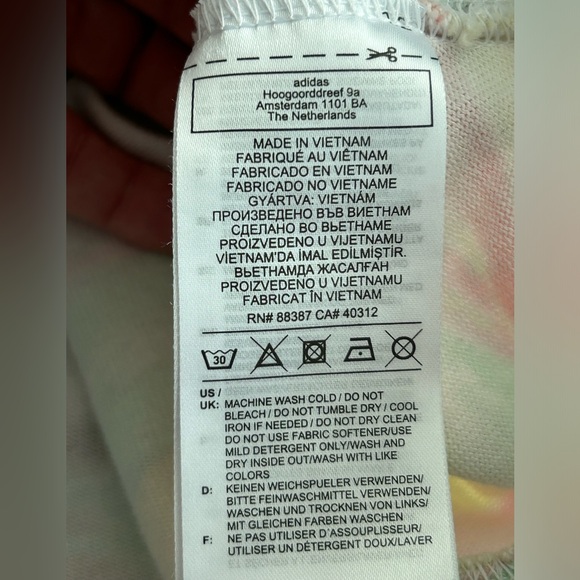 adidas
Hoogoorddreef 9a
Amsterdam 1101 BA
The Netherlands
MADE IN VIETNAM
FABRIQUÉ AU VIÊTNAM
FABRICADO EN VIETNAM
FABRICADO NO VIETNAME
GYÁRTVA: VIETNÁM
ПРОИЗВЕДЕНО ВЪВ ВИЕТНАМ
СДЕЛАНО ВО ВЬЕТНАМЕ
PROIZVEDENO U VIJETNAMU
VİETNAM'DA İMAL EDİLMİŞTİR.
ВЬЕТНАМДА ЖАСАЛҒАН
PROIZVEDENO U VIJETNAMU
FABRICAT ÎN VIETNAM
RN# 88387 CA# 40312
30
US /
UK: MACHINE WASH COLD / DO NOT
BLEACH / DO NOT TUMBLE DRY / COOL
IRON IF NEEDED / DO NOT DRY CLEAN
DO NOT USE FABRIC SOFTENER/USE
MILD DETERGENT ONLY/WASH AND
DRY INSIDE OUT/WASH WITH LIKE
COLORS
D: KEINEN WEICHSPUELER VERWENDEN/
BITTE FEINWASCHMITTEL VERWENDEN/
WASCHEN UND TROCKNEN VON LINKS/
MIT GLEICHEN FARBEN WASCHEN
F: NE PAS UTILISER D'ASSOUPLISSEUR/
UTILISER UN DÉTERGENT DOUX/LAVER